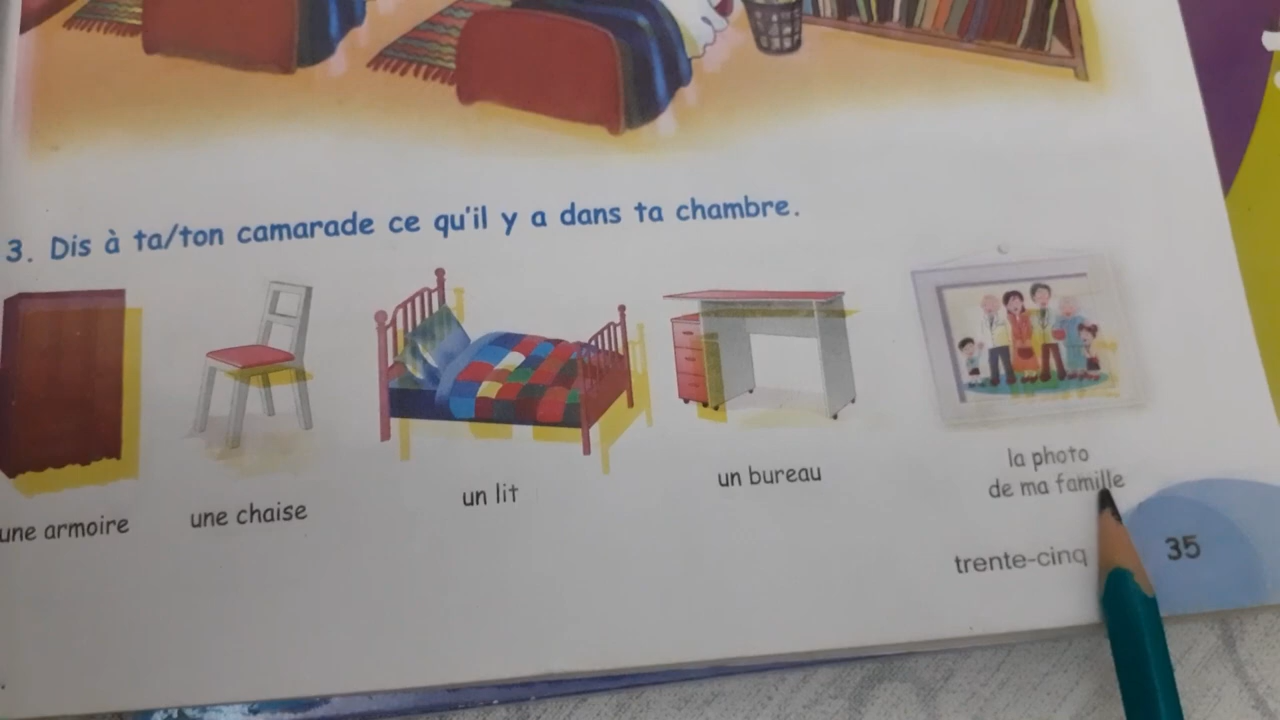 3. Dis à ta/ton camarade ce qu'il y a dans ta chambre.
une armoire
une chaise
un lit
un bureau
la photo
de ma famille
trente-cinq
35